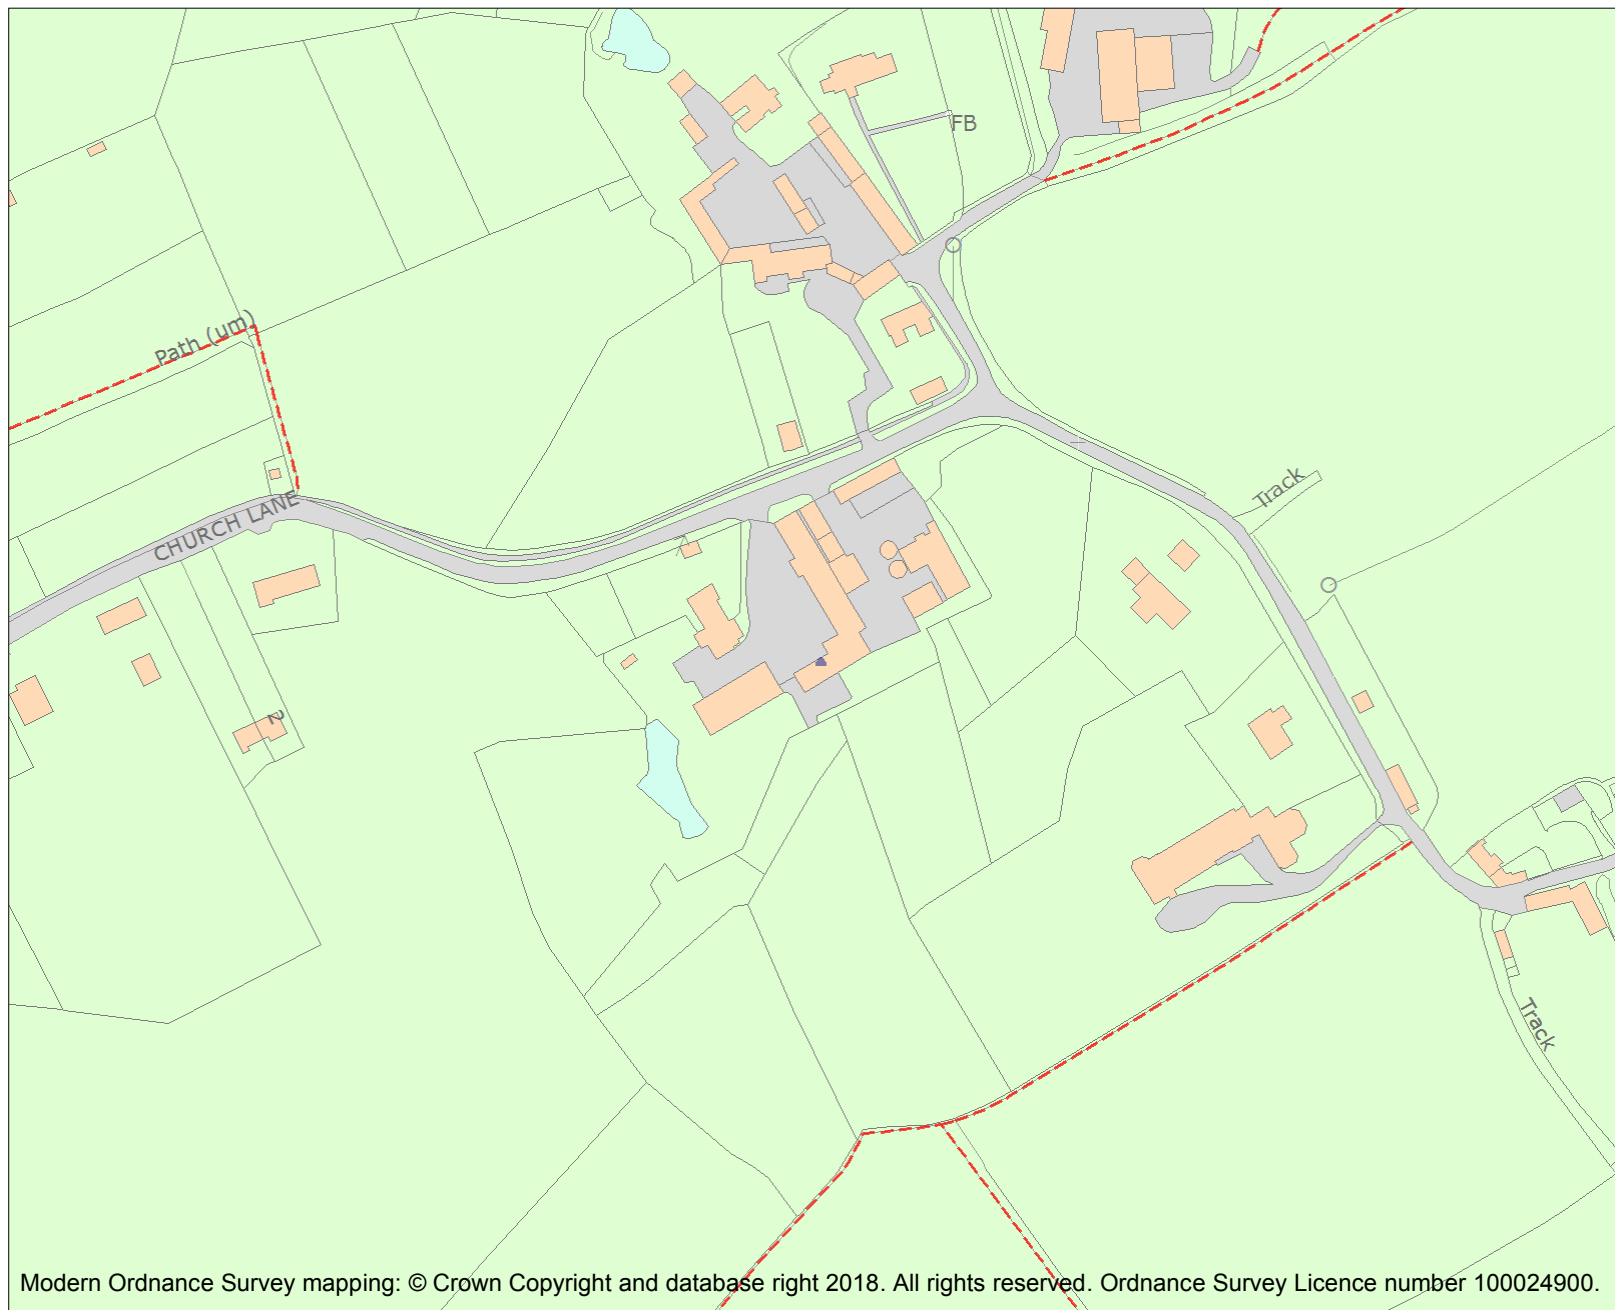 FB
Path (um)
Track
CHURCH LANE
2
Track
Modern Ordnance Survey mapping: © Crown Copyright and database right 2018. All rights reserved. Ordnance Survey Licence number 100024900.